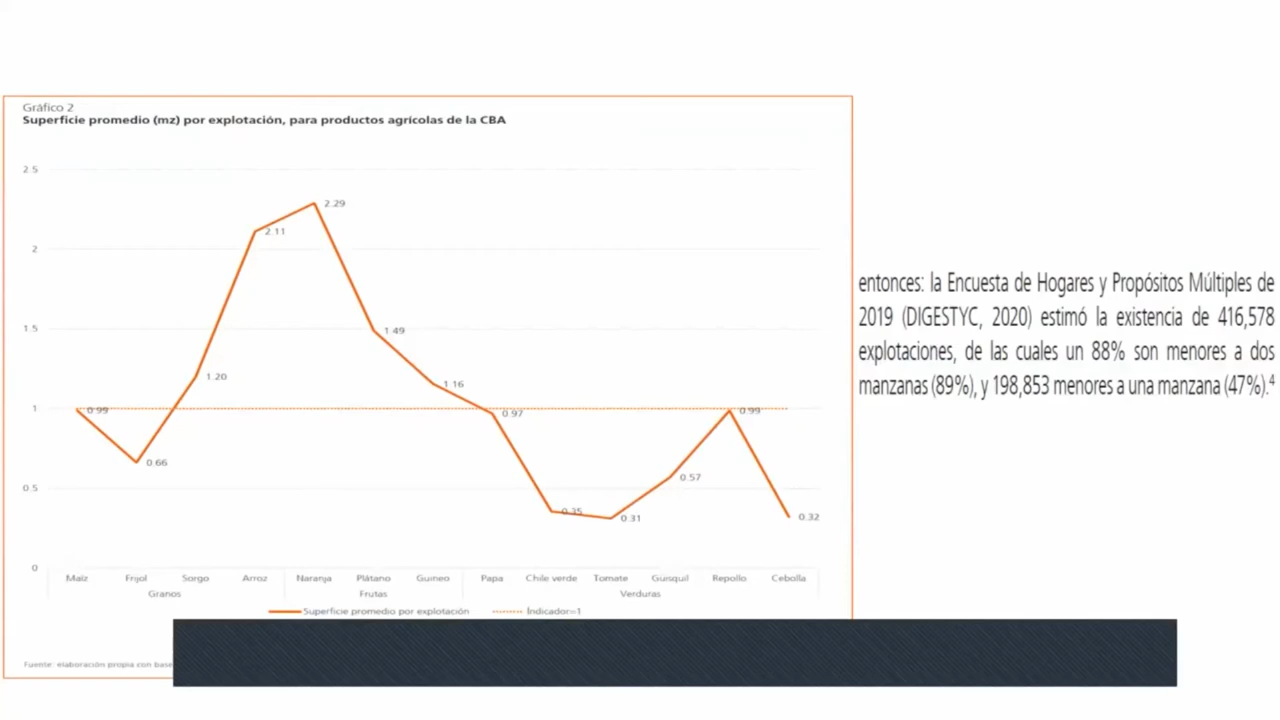 Gráfico 2
Superficie promedio (mz) por explotación, para productos agrícolas de la CBA
2.5
2
1.5
1
0.5
0
0.99
0.66
1.20
2.11
2.29
1.49
1.16
0.97
0.35
0.31
0.57
0.99
0.32
Maíz Frijol Sorgo Arroz Naranja Plátano Guineo Papa Chile verde Tomate Güisquil Repollo Cebolla
Granos Frutas Verduras
Superficie promedio por explotación Índicador=1
Fuente: elaboración propia con base
entonces: la Encuesta de Hogares y Propósitos Múltiples de
2019 (DIGESTYC, 2020) estimó la existencia de 416,578
explotaciones, de las cuales un 88% son menores a dos
manzanas (89%), y 198,853 menores a una manzana (47%).⁴